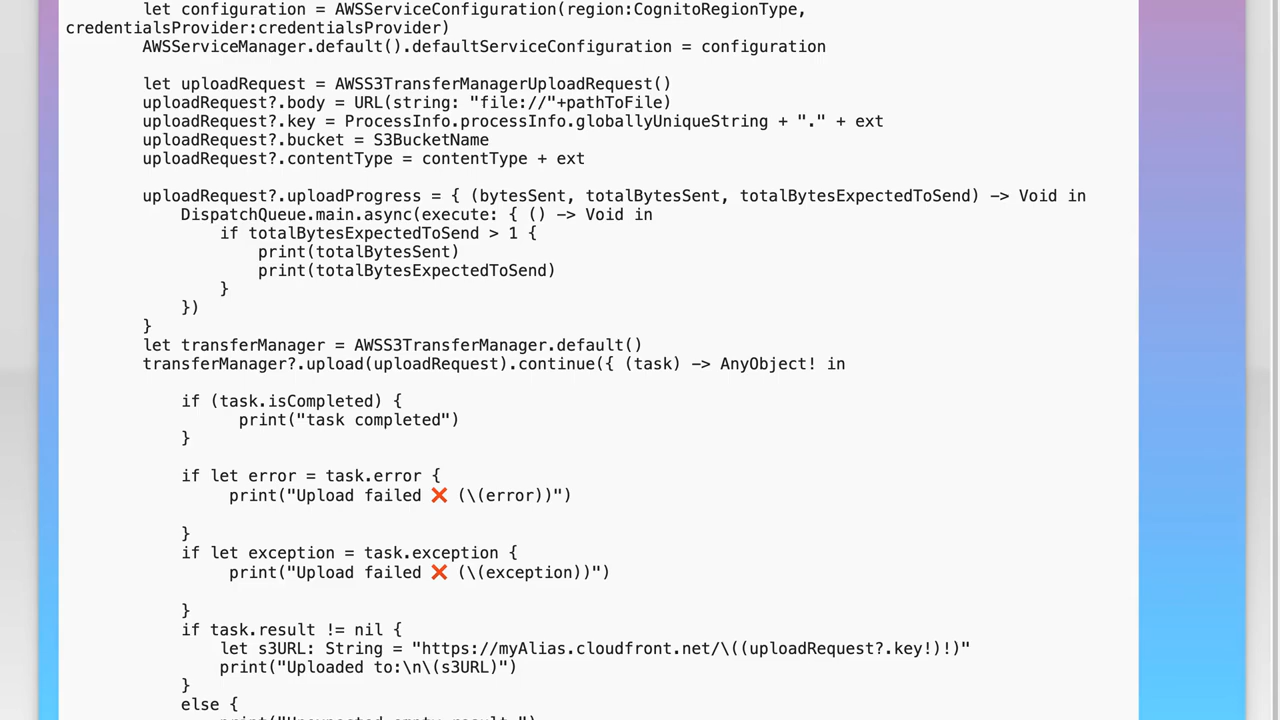 let configuration = AWSServiceConfiguration(region:CognitoRegionType,
credentialsProvider:credentialsProvider)
AWSServiceManager.default().defaultServiceConfiguration = configuration
let uploadRequest = AWSS3TransferManagerUploadRequest()
uploadRequest?.body = URL(string: "file://"+pathToFile)
uploadRequest?.key = ProcessInfo.processInfo.globallyUniqueString + "." + ext
uploadRequest?.bucket = S3BucketName
uploadRequest?.contentType = contentType + ext
uploadRequest?.uploadProgress = { (bytesSent, totalBytesSent, totalBytesExpectedToSend) -> Void in
DispatchQueue.main.async(execute: { () -> Void in
if totalBytesExpectedToSend > 1 {
print(totalBytesSent)
print(totalBytesExpectedToSend)
}
})
}
let transferManager = AWSS3TransferManager.default()
transferManager?.upload(uploadRequest).continue({ (task) -> AnyObject! in
if (task.isCompleted) {
print("task completed")
}
if let error = task.error {
print("Upload failed ❌ (\(error))")
}
if let exception = task.exception {
print("Upload failed ❌ (\(exception))")
}
if task.result != nil {
let s3URL: String = "https://myAlias.cloudfront.net/\((uploadRequest?.key!)!)"
print("Uploaded to:\n\(s3URL)")
}
else {
print("Unexpected empty result.")